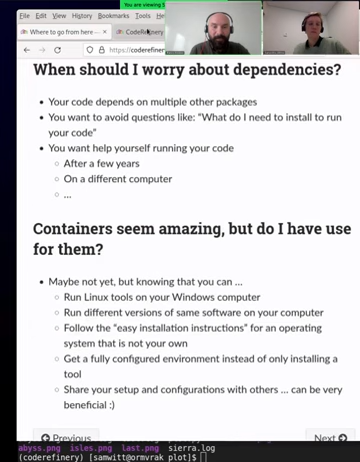 You are viewing S
File Edit View History Bookmarks Tools He
Where to go from here —
CodeRefinery
https://coderefiner
When should I worry about dependencies?
• Your code depends on multiple other packages
• You want to avoid questions like: “What do I need to install to run
your code”
• You want help yourself running your code
◦ After a few years
◦ On a different computer
◦ ...
Containers seem amazing, but do I have use
for them?
• Maybe not yet, but knowing that you can ...
◦ Run Linux tools on your Windows computer
◦ Run different versions of same software on your computer
◦ Follow the “easy installation instructions” for an operating
system that is not your own
◦ Get a fully configured environment instead of only installing a
tool
◦ Share your setup and configurations with others ... can be very
beneficial :)
Previous
Next
abyss.png isles.png last.png sierra.log
(coderefinery) [samwitt@ormvrak plot]$